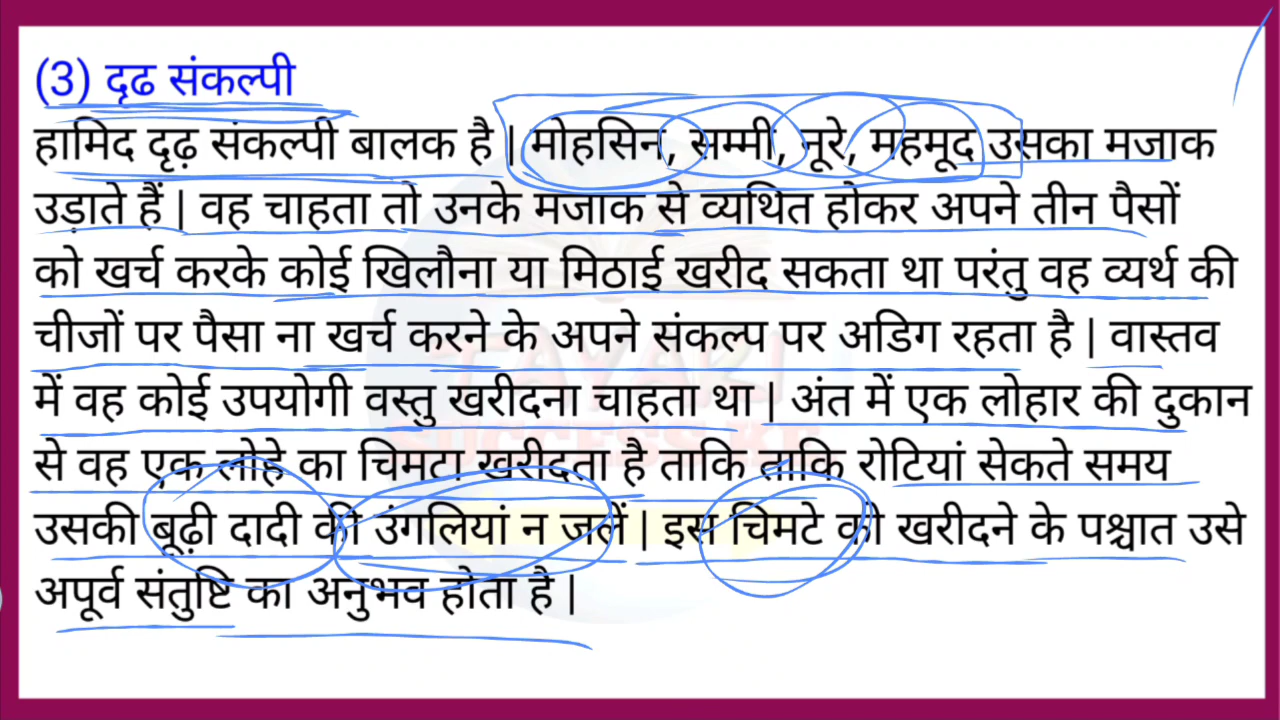 (3) दृढ संकल्पी
हामिद दृढ़ संकल्पी बालक है | मोहसिन, सम्मी, नूरे, महमूद उसका मजाक
उड़ाते हैं | वह चाहता तो उनके मजाक से व्यथित होकर अपने तीन पैसों
को खर्च करके कोई खिलौना या मिठाई खरीद सकता था परंतु वह व्यर्थ की
चीजों पर पैसा ना खर्च करने के अपने संकल्प पर अडिग रहता है | वास्तव
में वह कोई उपयोगी वस्तु खरीदना चाहता था | अंत में एक लोहार की दुकान
से वह एक लोहे का चिमटा खरीदता है ताकि ताकि रोटियां सेकते समय
उसकी बूढ़ी दादी की उंगलियां न जलें | इस चिमटे को खरीदने के पश्चात उसे
अपूर्व संतुष्टि का अनुभव होता है |